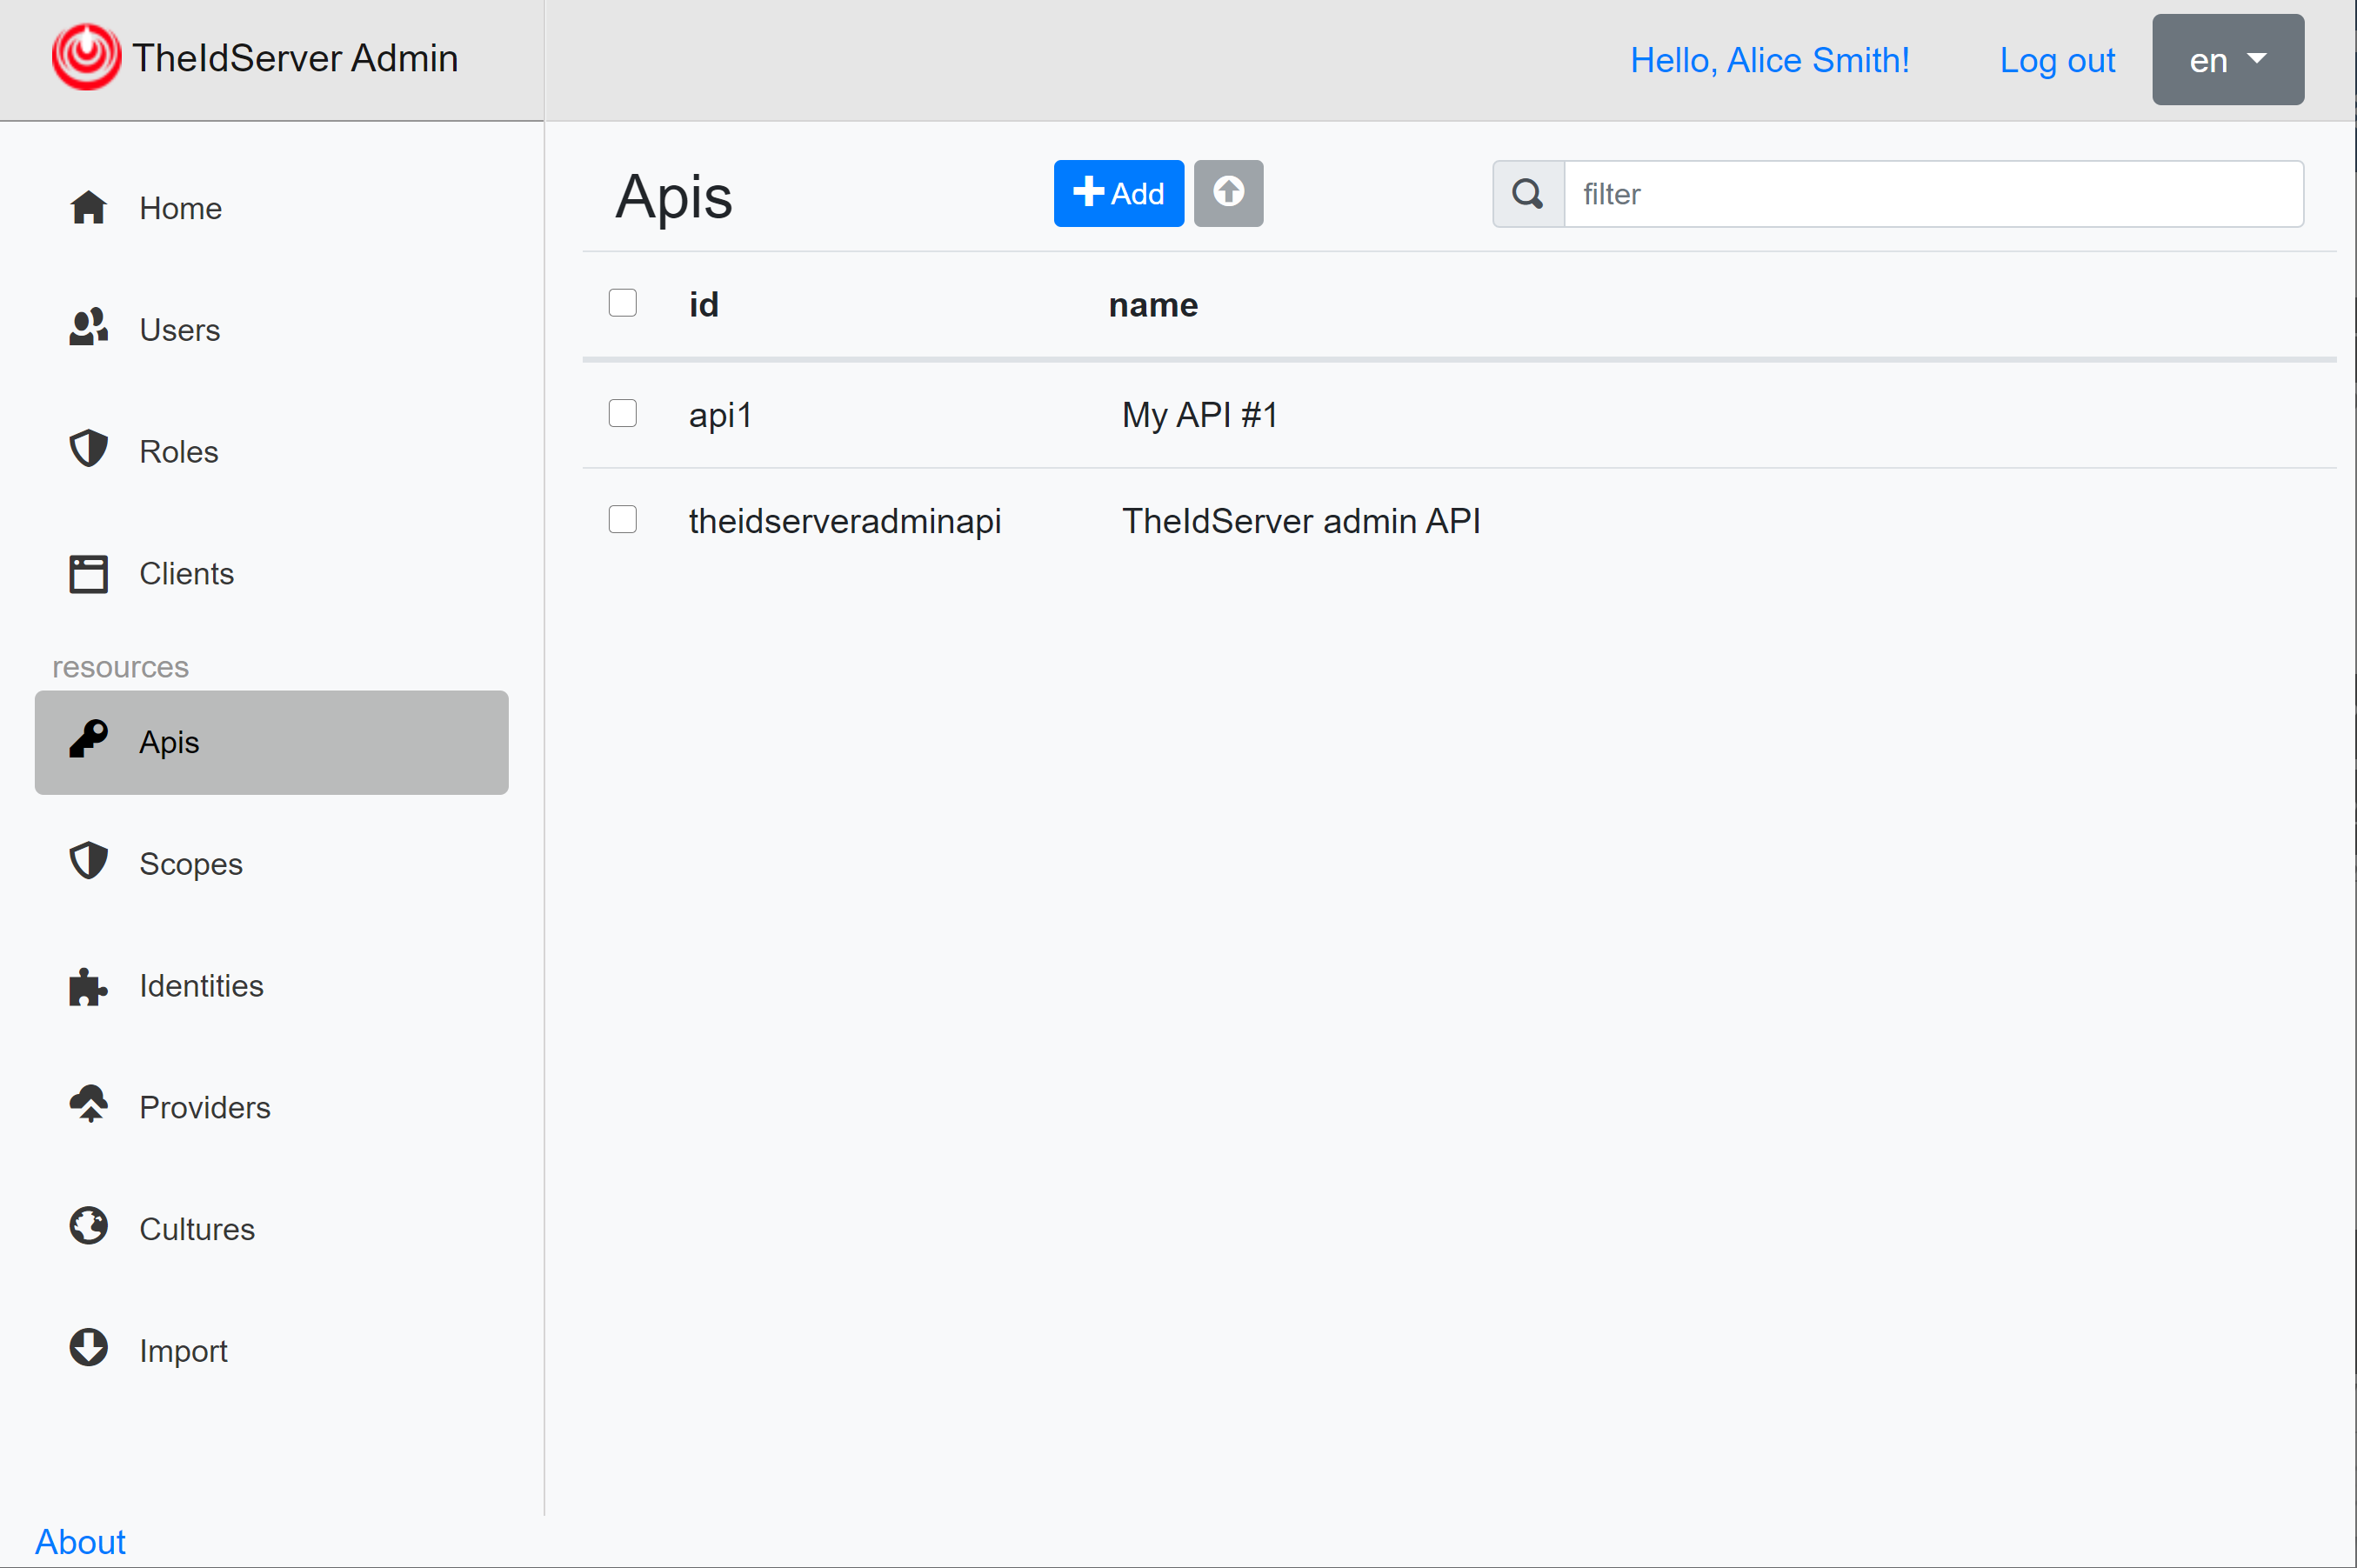 TheIdServer Admin
Hello, Alice Smith!
Log out
en
Home
Users
Roles
Clients
resources
Apis
Scopes
Identities
Providers
Cultures
Import
About
Apis
Add
filter
id name
api1 My API #1
theidserveradminapi TheIdServer admin API